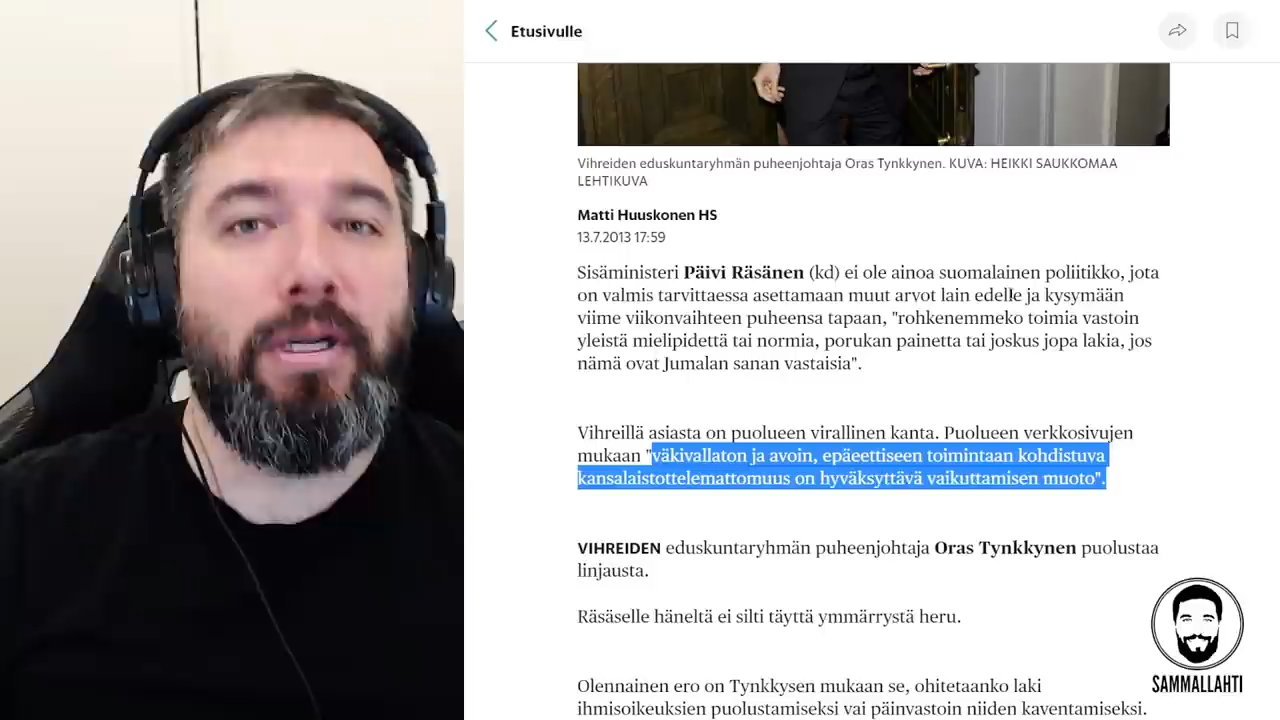 Etusivulle
Vihreiden eduskuntaryhmän puheenjohtaja Oras Tynkkynen. KUVA: HEIKKI SAUKKOMAA
LEHTIKUVA
Matti Huuskonen HS
13.7.2013 17:59
Sisäministeri Päivi Räsänen (kd) ei ole ainoa suomalainen poliitikko, jota
on valmis tarvittaessa asettamaan muut arvot lain edelle ja kysymään
viime viikonvaihteen puheensa tapaan, "rohkenemmeko toimia vastoin
yleistä mielipidettä tai normia, porukan painetta tai joskus jopa lakia, jos
nämä ovat Jumalan sanan vastaisia".
Vihreillä asiasta on puolueen virallinen kanta. Puolueen verkkosivujen
mukaan "väkivallaton ja avoin, epäeettiseen toimintaan kohdistuva
kansalaistottelemattomuus on hyväksyttävä vaikuttamisen muoto".
VIHREIDEN eduskuntaryhmän puheenjohtaja Oras Tynkkynen puolustaa
linjausta.
Räsäselle häneltä ei silti täyttä ymmärrystä heru.
Olennainen ero on Tynkkysen mukaan se, ohitetaanko laki
ihmisoikeuksien puolustamiseksi vai päinvastoin niiden kaventamiseksi.
SAMMALLAHTI